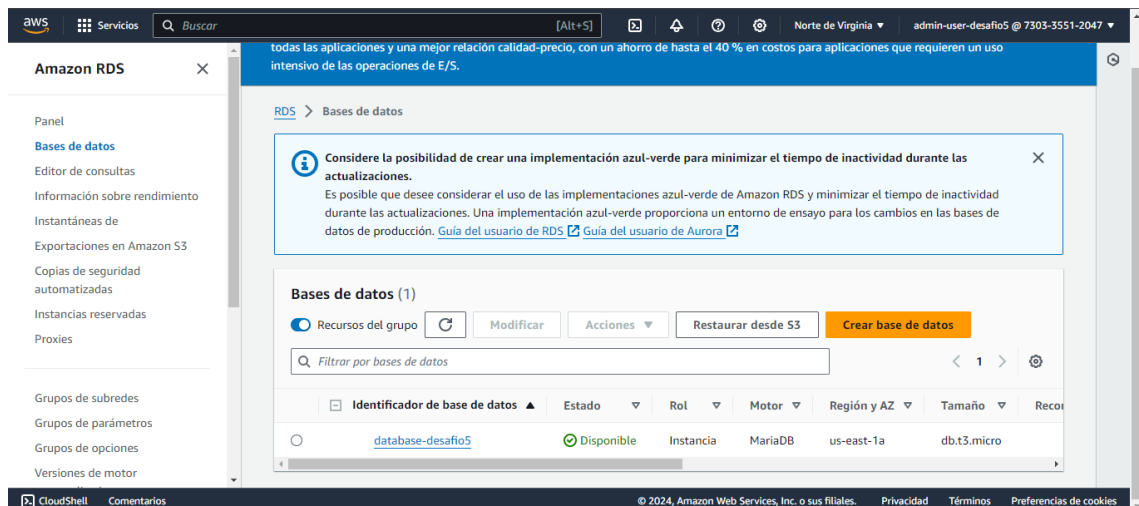 aws Servicios Buscar [Alt+S] Norte de Virginia ▼ admin-user-desafio5 @ 7303-3551-2047 ▼
Amazon RDS
Panel
Bases de datos
Editor de consultas
Información sobre rendimiento
Instantáneas de
Exportaciones en Amazon S3
Copias de seguridad
automatizadas
Instancias reservadas
Proxies
Grupos de subredes
Grupos de parámetros
Grupos de opciones
Versiones de motor
todas las aplicaciones y una mejor relación calidad-precio, con un ahorro de hasta el 40 % en costos para aplicaciones que requieren un uso
intensivo de las operaciones de E/S.
RDS > Bases de datos
Considere la posibilidad de crear una implementación azul-verde para minimizar el tiempo de inactividad durante las
actualizaciones.
Es posible que desee considerar el uso de las implementaciones azul-verde de Amazon RDS y minimizar el tiempo de inactividad
durante las actualizaciones. Una implementación azul-verde proporciona un entorno de ensayo para los cambios en las bases de
datos de producción. Guía del usuario de RDS Guía del usuario de Aurora
Bases de datos (1)
Recursos del grupo Modificar Acciones ▼ Restaurar desde S3 Crear base de datos
Filtrar por bases de datos < 1 >
Identificador de base de datos ▲ Estado Rol Motor Región y AZ Tamaño Recor
database-desafio5 Disponible Instancia MariaDB us-east-1a db.t3.micro
CloudShell Comentarios © 2024, Amazon Web Services, Inc. o sus filiales. Privacidad Términos Preferencias de cookies